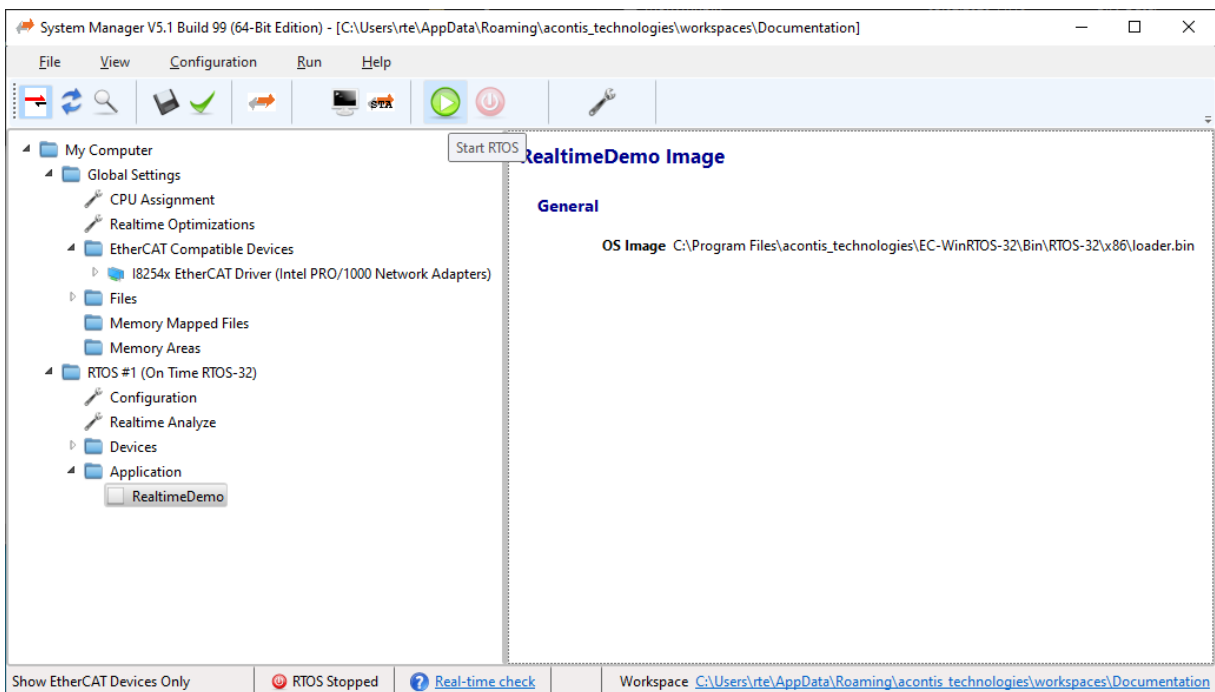 System Manager V5.1 Build 99 (64-Bit Edition) - [C:\Users\rte\AppData\Roaming\acontis_technologies\workspaces\Documentation]
File View Configuration Run Help
STA
Start RTOS
My Computer
Global Settings
CPU Assignment
Realtime Optimizations
EtherCAT Compatible Devices
I8254x EtherCAT Driver (Intel PRO/1000 Network Adapters)
Files
Memory Mapped Files
Memory Areas
RTOS #1 (On Time RTOS-32)
Configuration
Realtime Analyze
Devices
Application
RealtimeDemo
RealtimeDemo Image
General
OS Image C:\Program Files\acontis_technologies\EC-WinRTOS-32\Bin\RTOS-32\x86\loader.bin
Show EtherCAT Devices Only RTOS Stopped Real-time check Workspace C:\Users\rte\AppData\Roaming\acontis_technologies\workspaces\Documentation